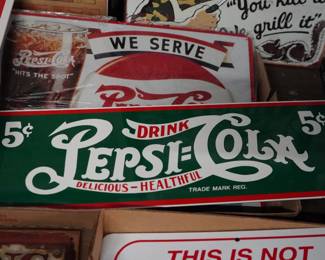 "You kill it
We grill it"
WE SERVE
Pepsi-Cola
"HITS THE SPOT"
5¢
DRINK
PEPSI=COLA
DELICIOUS-HEALTHFUL
TRADE MARK REG.
5¢
THIS IS NOT